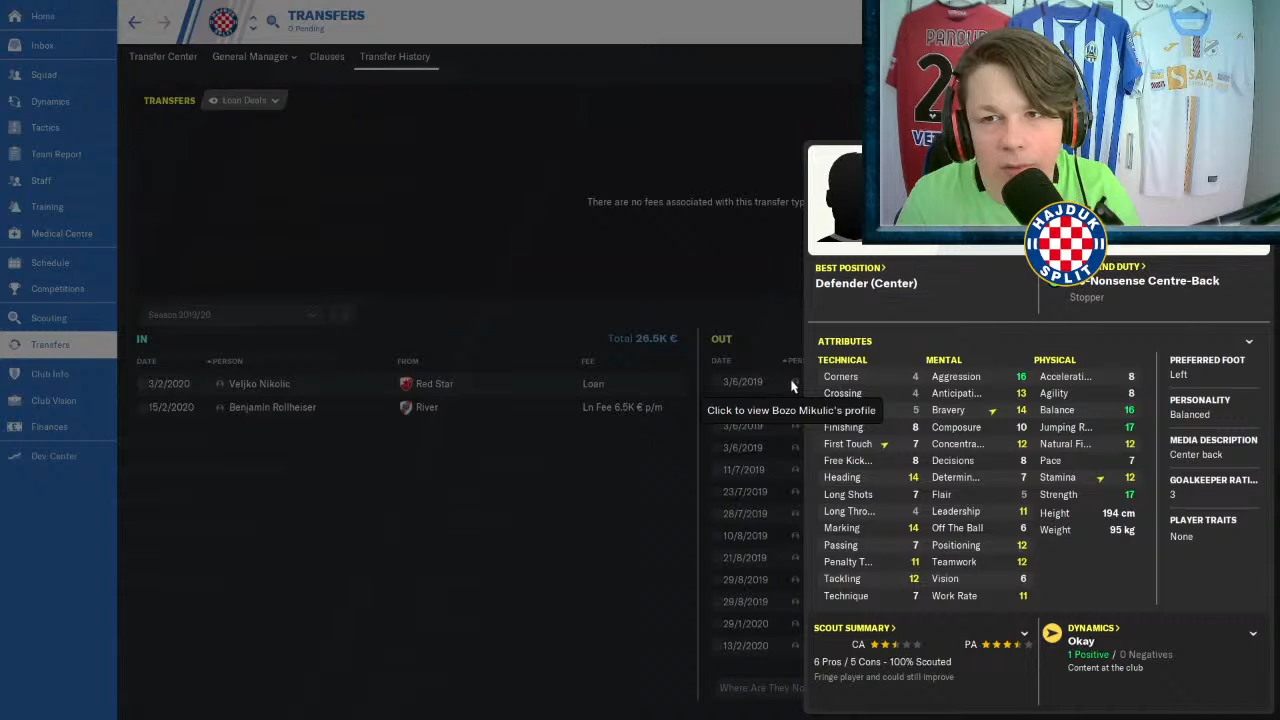 Home
Inbox
Squad
Dynamics
Tactics
Team Report
Staff
Training
Medical Centre
Schedule
Competitions
Scouting
Transfers
Club Info
Club Vision
Finances
Dev. Center
TRANSFERS
0 Pending
Transfer Center
General Manager
Clauses
Transfer History
TRANSFERS
Loan Deals
There are no fees associated with this transfer typ
Season 2019/20
IN
Total 26.5K €
DATE
PERSON
FROM
FEE
3/2/2020
Veljko Nikolic
Red Star
Loan
15/2/2020
Benjamin Rollheiser
River
Ln Fee 6.5K € p/m
OUT
DATE
3/6/2019
3/6/2019
3/6/2019
11/7/2019
23/7/2019
28/7/2019
10/8/2019
21/8/2019
29/8/2019
29/8/2019
29/1/2020
13/2/2020
Where Are They No
Click to view Bozo Mikulic's profile
PANDUR
2
HAJDUK
SPLIT
BEST POSITION
Defender (Center)
ND DUTY
-Nonsense Centre-Back
Stopper
ATTRIBUTES
TECHNICAL
Corners 4
Crossing 4
5
Finishing 8
First Touch 7
Free Kick... 8
Heading 14
Long Shots 7
Long Thro... 4
Marking 14
Passing 7
Penalty T... 11
Tackling 12
Technique 7
MENTAL
Aggression 16
Anticipati... 13
Bravery 14
Composure 10
Concentra... 12
Decisions 8
Determin... 7
Flair 5
Leadership 11
Off The Ball 6
Positioning 12
Teamwork 12
Vision 6
Work Rate 11
PHYSICAL
Accelerati... 8
Agility 8
Balance 16
Jumping R... 17
Natural Fi... 12
Pace 7
Stamina 12
Strength 17
Height 194 cm
Weight 95 kg
PREFERRED FOOT
Left
PERSONALITY
Balanced
MEDIA DESCRIPTION
Center back
GOALKEEPER RATI...
3
PLAYER TRAITS
None
SCOUT SUMMARY
CA
PA
6 Pros / 5 Cons - 100% Scouted
Fringe player and could still improve
DYNAMICS
Okay
1 Positive / 0 Negatives
Content at the club